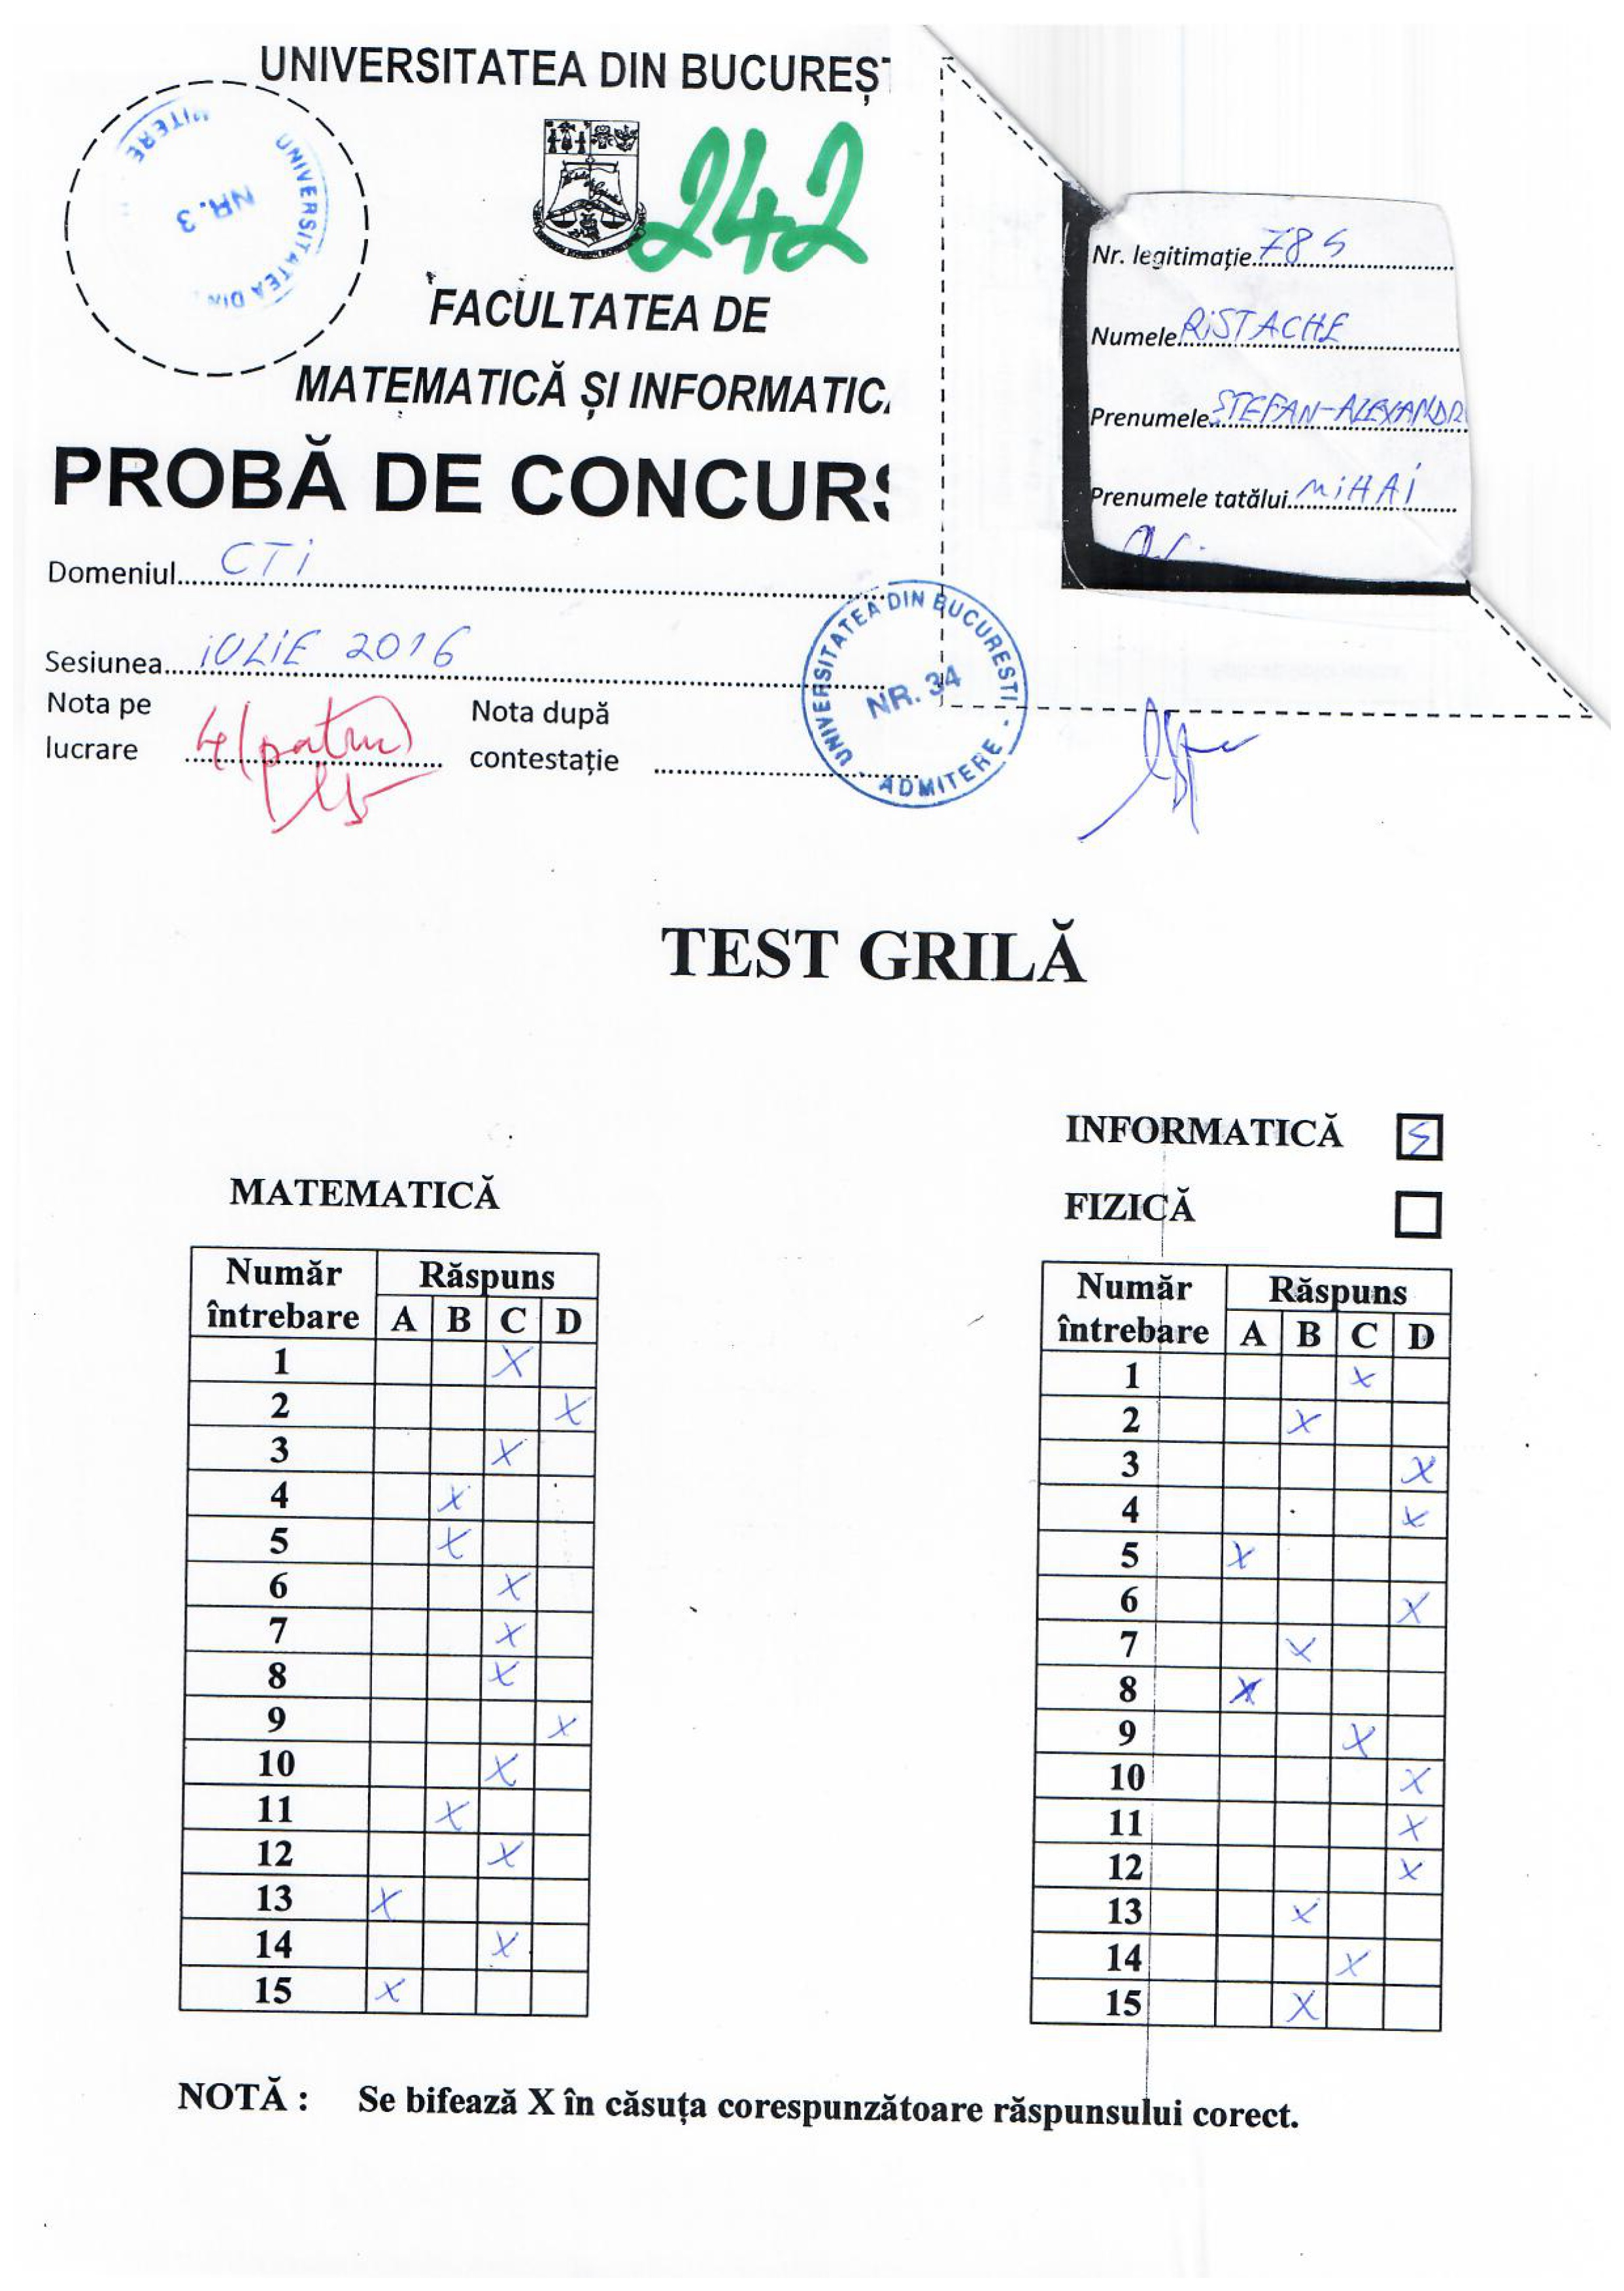 UNIVERSITATEA DIN BUCUREȘT
242
UNIVERSITATEA DIN
MITERE
NR. 3
FACULTATEA DE
MATEMATICĂ ȘI INFORMATIC
PROBĂ DE CONCURS
Nr. legitimație 785
Numele RiSTACHE
Prenumele STEFAN-ALEXANDR
Prenumele tatălui MiHAi
Domeniul CTi
Sesiunea iULiE 2016
Nota pe lucrare 4 (patru)
Nota după contestație
UNIVERSITATEA DIN BUCURESTI - ADMITERE -
NR. 34
TEST GRILĂ
MATEMATICĂ
Număr întrebare Răspuns
A B C D
1 X
2 X
3 X
4 X
5 X
6 X
7 X
8 X
9 X
10 X
11 X
12 X
13 X
14 X
15 X
INFORMATICĂ S
FIZICĂ
Număr întrebare Răspuns
A B C D
1 X
2 X
3 X
4 X
5 X
6 X
7 X
8 X
9 X
10 X
11 X
12 X
13 X
14 X
15 X
NOTĂ : Se bifează X în căsuța corespunzătoare răspunsului corect.